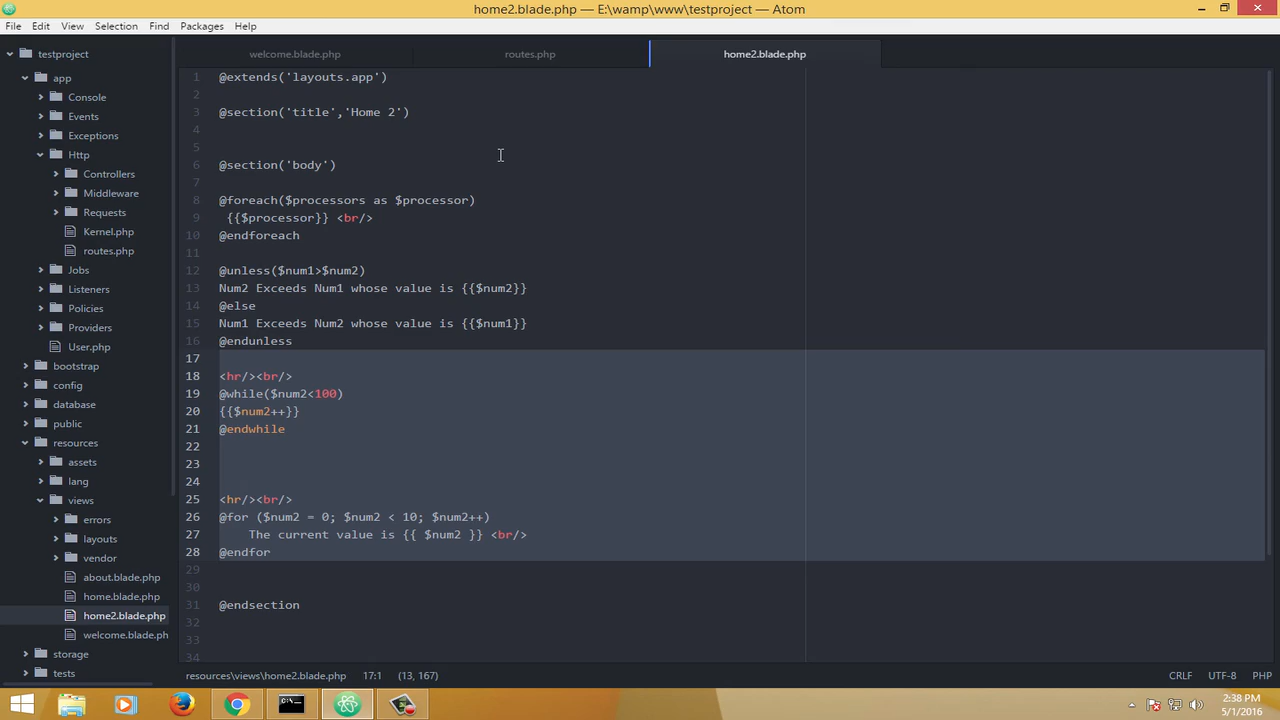 home2.blade.php — E:\wamp\www\testproject — Atom
File Edit View Selection Find Packages Help
testproject
app
Console
Events
Exceptions
Http
Controllers
Middleware
Requests
Kernel.php
routes.php
Jobs
Listeners
Policies
Providers
User.php
bootstrap
config
database
public
resources
assets
lang
views
errors
layouts
vendor
about.blade.php
home.blade.php
home2.blade.php
welcome.blade.ph
storage
tests
welcome.blade.php routes.php home2.blade.php
1 @extends('layouts.app')
2
3 @section('title','Home 2')
4
5
6 @section('body')
7
8 @foreach($processors as $processor)
9 {{$processor}} <br/>
10 @endforeach
11
12 @unless($num1>$num2)
13 Num2 Exceeds Num1 whose value is {{$num2}}
14 @else
15 Num1 Exceeds Num2 whose value is {{$num1}}
16 @endunless
17
18 <hr/><br/>
19 @while($num2<100)
20 {{$num2++}}
21 @endwhile
22
23
24
25 <hr/><br/>
26 @for ($num2 = 0; $num2 < 10; $num2++)
27 The current value is {{ $num2 }} <br/>
28 @endfor
29
30
31 @endsection
32
33
34
resources\views\home2.blade.php 17:1 (13, 167) CRLF UTF-8 PHP
2:38 PM
5/1/2016